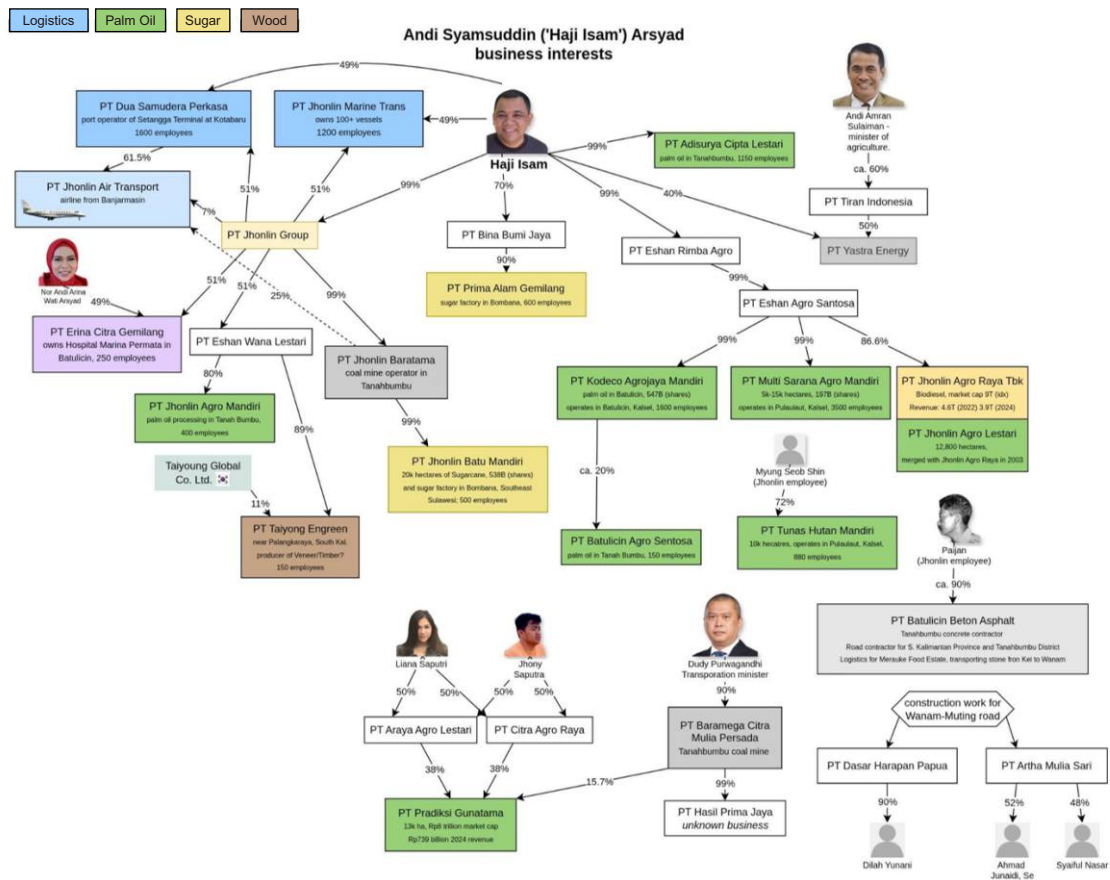 Logistics
Palm Oil
Sugar
Wood
Andi Syamsuddin ('Haji Isam') Arsyad
business interests
49%
PT Dua Samudera Perkasa
port operator of Setangga Terminal at Kotabaru
1600 employees
PT Jhonlin Marine Trans
owns 100+ vessels
1200 employees
49%
Haji Isam
99%
PT Adisurya Cipta Lestari
palm oil in Tanahbumbu, 1150 employees
Andi Amran
Sulaiman -
minister of
agriculture.
ca. 60%
PT Tiran Indonesia
50%
PT Yastra Energy
61.5%
PT Jhonlin Air Transport
airline from Banjarmasin
7%
51%
51%
99%
70%
99%
40%
PT Jhonlin Group
PT Bina Bumi Jaya
90%
PT Prima Alam Gemilang
sugar factory in Bombana, 600 employees
PT Eshan Rimba Agro
99%
PT Eshan Agro Santosa
Nor Andi Arina
Wati Arsyad
49%
51%
51%
25%
99%
PT Erina Citra Gemilang
owns Hospital Marina Permata in
Batulicin, 250 employees
PT Eshan Wana Lestari
PT Jhonlin Baratama
coal mine operator in
Tanahbumbu
80%
PT Jhonlin Agro Mandiri
palm oil processing in Tanah Bumbu,
400 employees
89%
99%
PT Jhonlin Batu Mandiri
20k hectares of Sugarcane, 538B (shares)
and sugar factory in Bombana, Southeast
Sulawesi; 500 employees
Taiyoung Global
Co. Ltd.
11%
PT Taiyong Engreen
near Palangkaraya, South Kal.
producer of Veneer/Timber?
150 employees
99%
99%
86.6%
PT Kodeco Agrojaya Mandiri
palm oil in Batulicin, 547B (shares)
operates in Batulicin, Kalsel, 1600 employees
PT Multi Sarana Agro Mandiri
5k-15k hectares, 197B (shares)
operates in Pulaulaut, Kalsel, 3500 employees
PT Jhonlin Agro Raya Tbk
Biodiesel, market cap 9T (idx)
Revenue: 4.6T (2022) 3.9T (2024)
PT Jhonlin Agro Lestari
12,800 hectares,
merged with Jhonlin Agro Raya in 2003
ca. 20%
PT Batulicin Agro Sentosa
palm oil in Tanah Bumbu, 150 employees
Myung Seob Shin
(Jhonlin employee)
72%
PT Tunas Hutan Mandiri
10k hecatres, operates in Pulaulaut, Kalsel,
880 employees
Paijan
(Jhonlin employee)
ca. 90%
PT Batulicin Beton Asphalt
Tanahbumbu concrete contractor
Road contractor for S. Kalimantan Province and Tanahbumbu District
Logistics for Merauke Food Estate, transporting stone fron Kei to Wanam
Liana Saputri
Jhony
Saputra
50%
50%
50%
50%
PT Araya Agro Lestari
PT Citra Agro Raya
38%
38%
PT Pradiksi Gunatama
13k ha, Rp8 trillion market cap
Rp739 billion 2024 revenue
Dudy Purwagandhi
Transporation minister
90%
PT Baramega Citra
Mulia Persada
Tanahbumbu coal mine
15.7%
99%
PT Hasil Prima Jaya
unknown business
construction work for
Wanam-Muting road
PT Dasar Harapan Papua
PT Artha Mulia Sari
90%
52%
48%
Dilah Yunani
Ahmad
Junaidi, Se
Syaiful Nasar